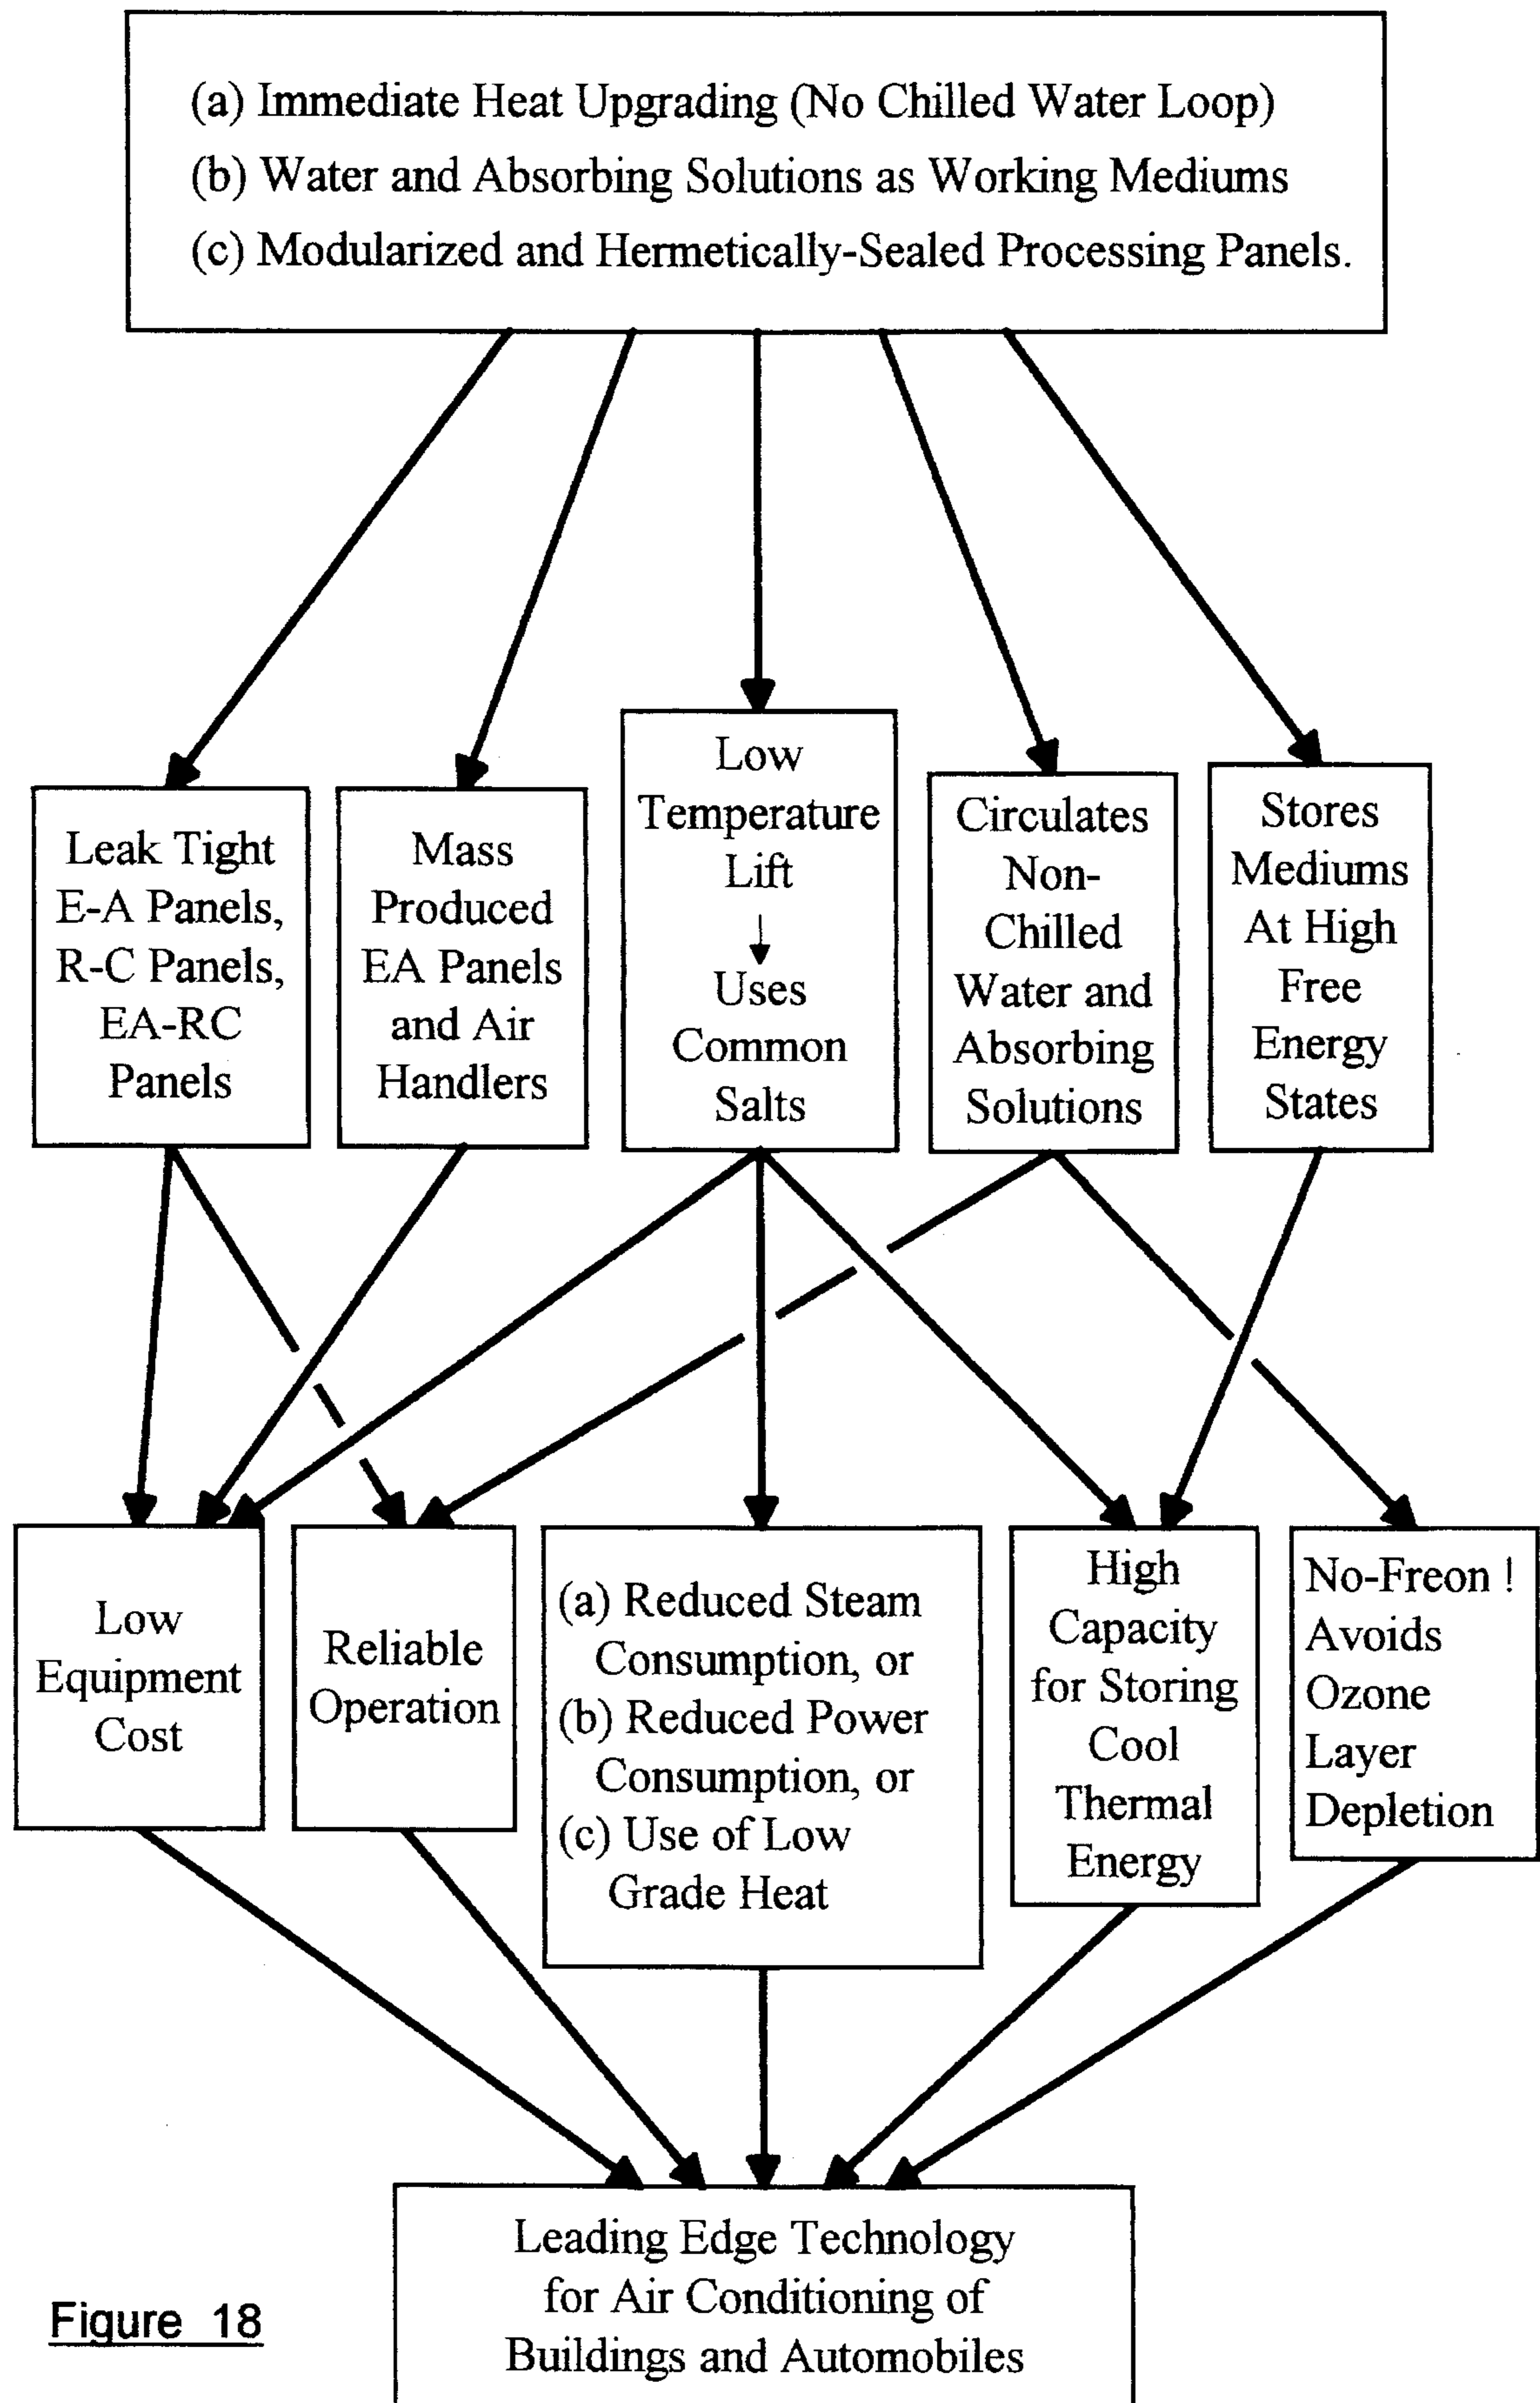 (a) Immediate Heat Upgrading (No Chilled Water Loop)
(b) Water and Absorbing Solutions as Working Mediums
(c) Modularized and Hermetically-Sealed Processing Panels.
Leak Tight
E-A Panels,
R-C Panels,
EA-RC
Panels
Mass
Produced
EA Panels
and Air
Handlers
Low
Temperature
Lift
Uses
Common
Salts
Circulates
Non-
Chilled
Water and
Absorbing
Solutions
Stores
Mediums
At High
Free
Energy
States
Low
Equipment
Cost
Reliable
Operation
(a) Reduced Steam
Consumption, or
(b) Reduced Power
Consumption, or
(c) Use of Low
Grade Heat
High
Capacity
for Storing
Cool
Thermal
Energy
No-Freon !
Avoids
Ozone
Layer
Depletion
Leading Edge Technology
for Air Conditioning of
Buildings and Automobiles
Figure 18